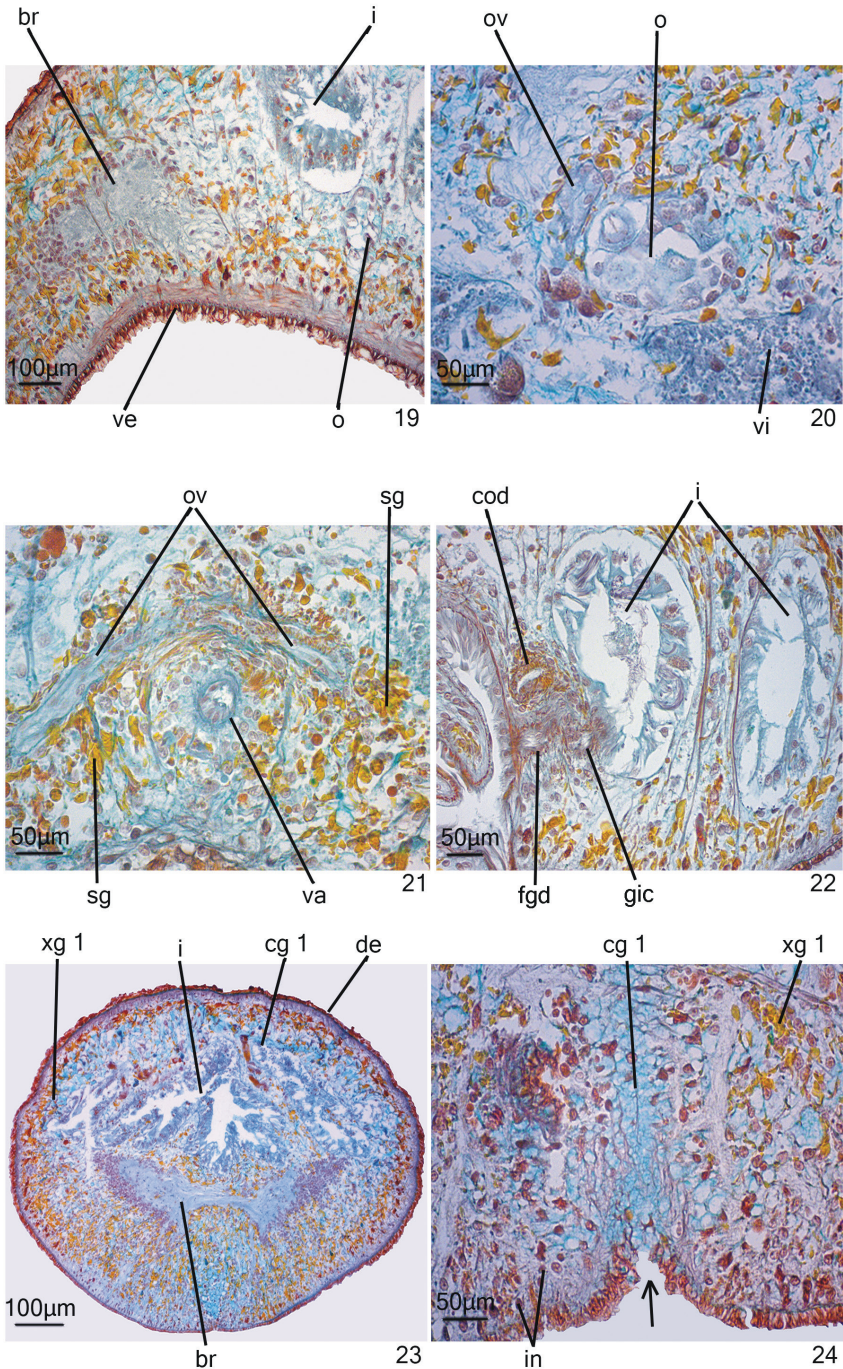 br i
100µm
ve o 19
ov o
50µm
vi 20
ov sg
50µm
sg va 21
cod i
50µm
fgd gic 22
xg 1 i cg 1 de
100µm
br 23
cg 1 xg 1
50µm
in 24